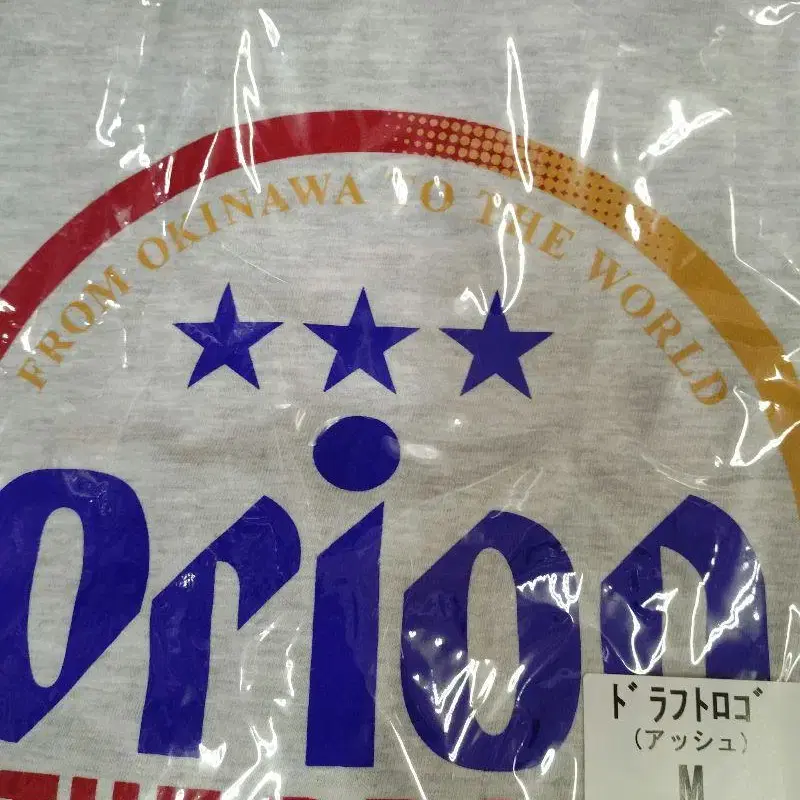 FROM OKINAWA TO THE WORLD
orion
ﾄﾞﾗﾌﾄﾛｺﾞ
(アッシュ)
M